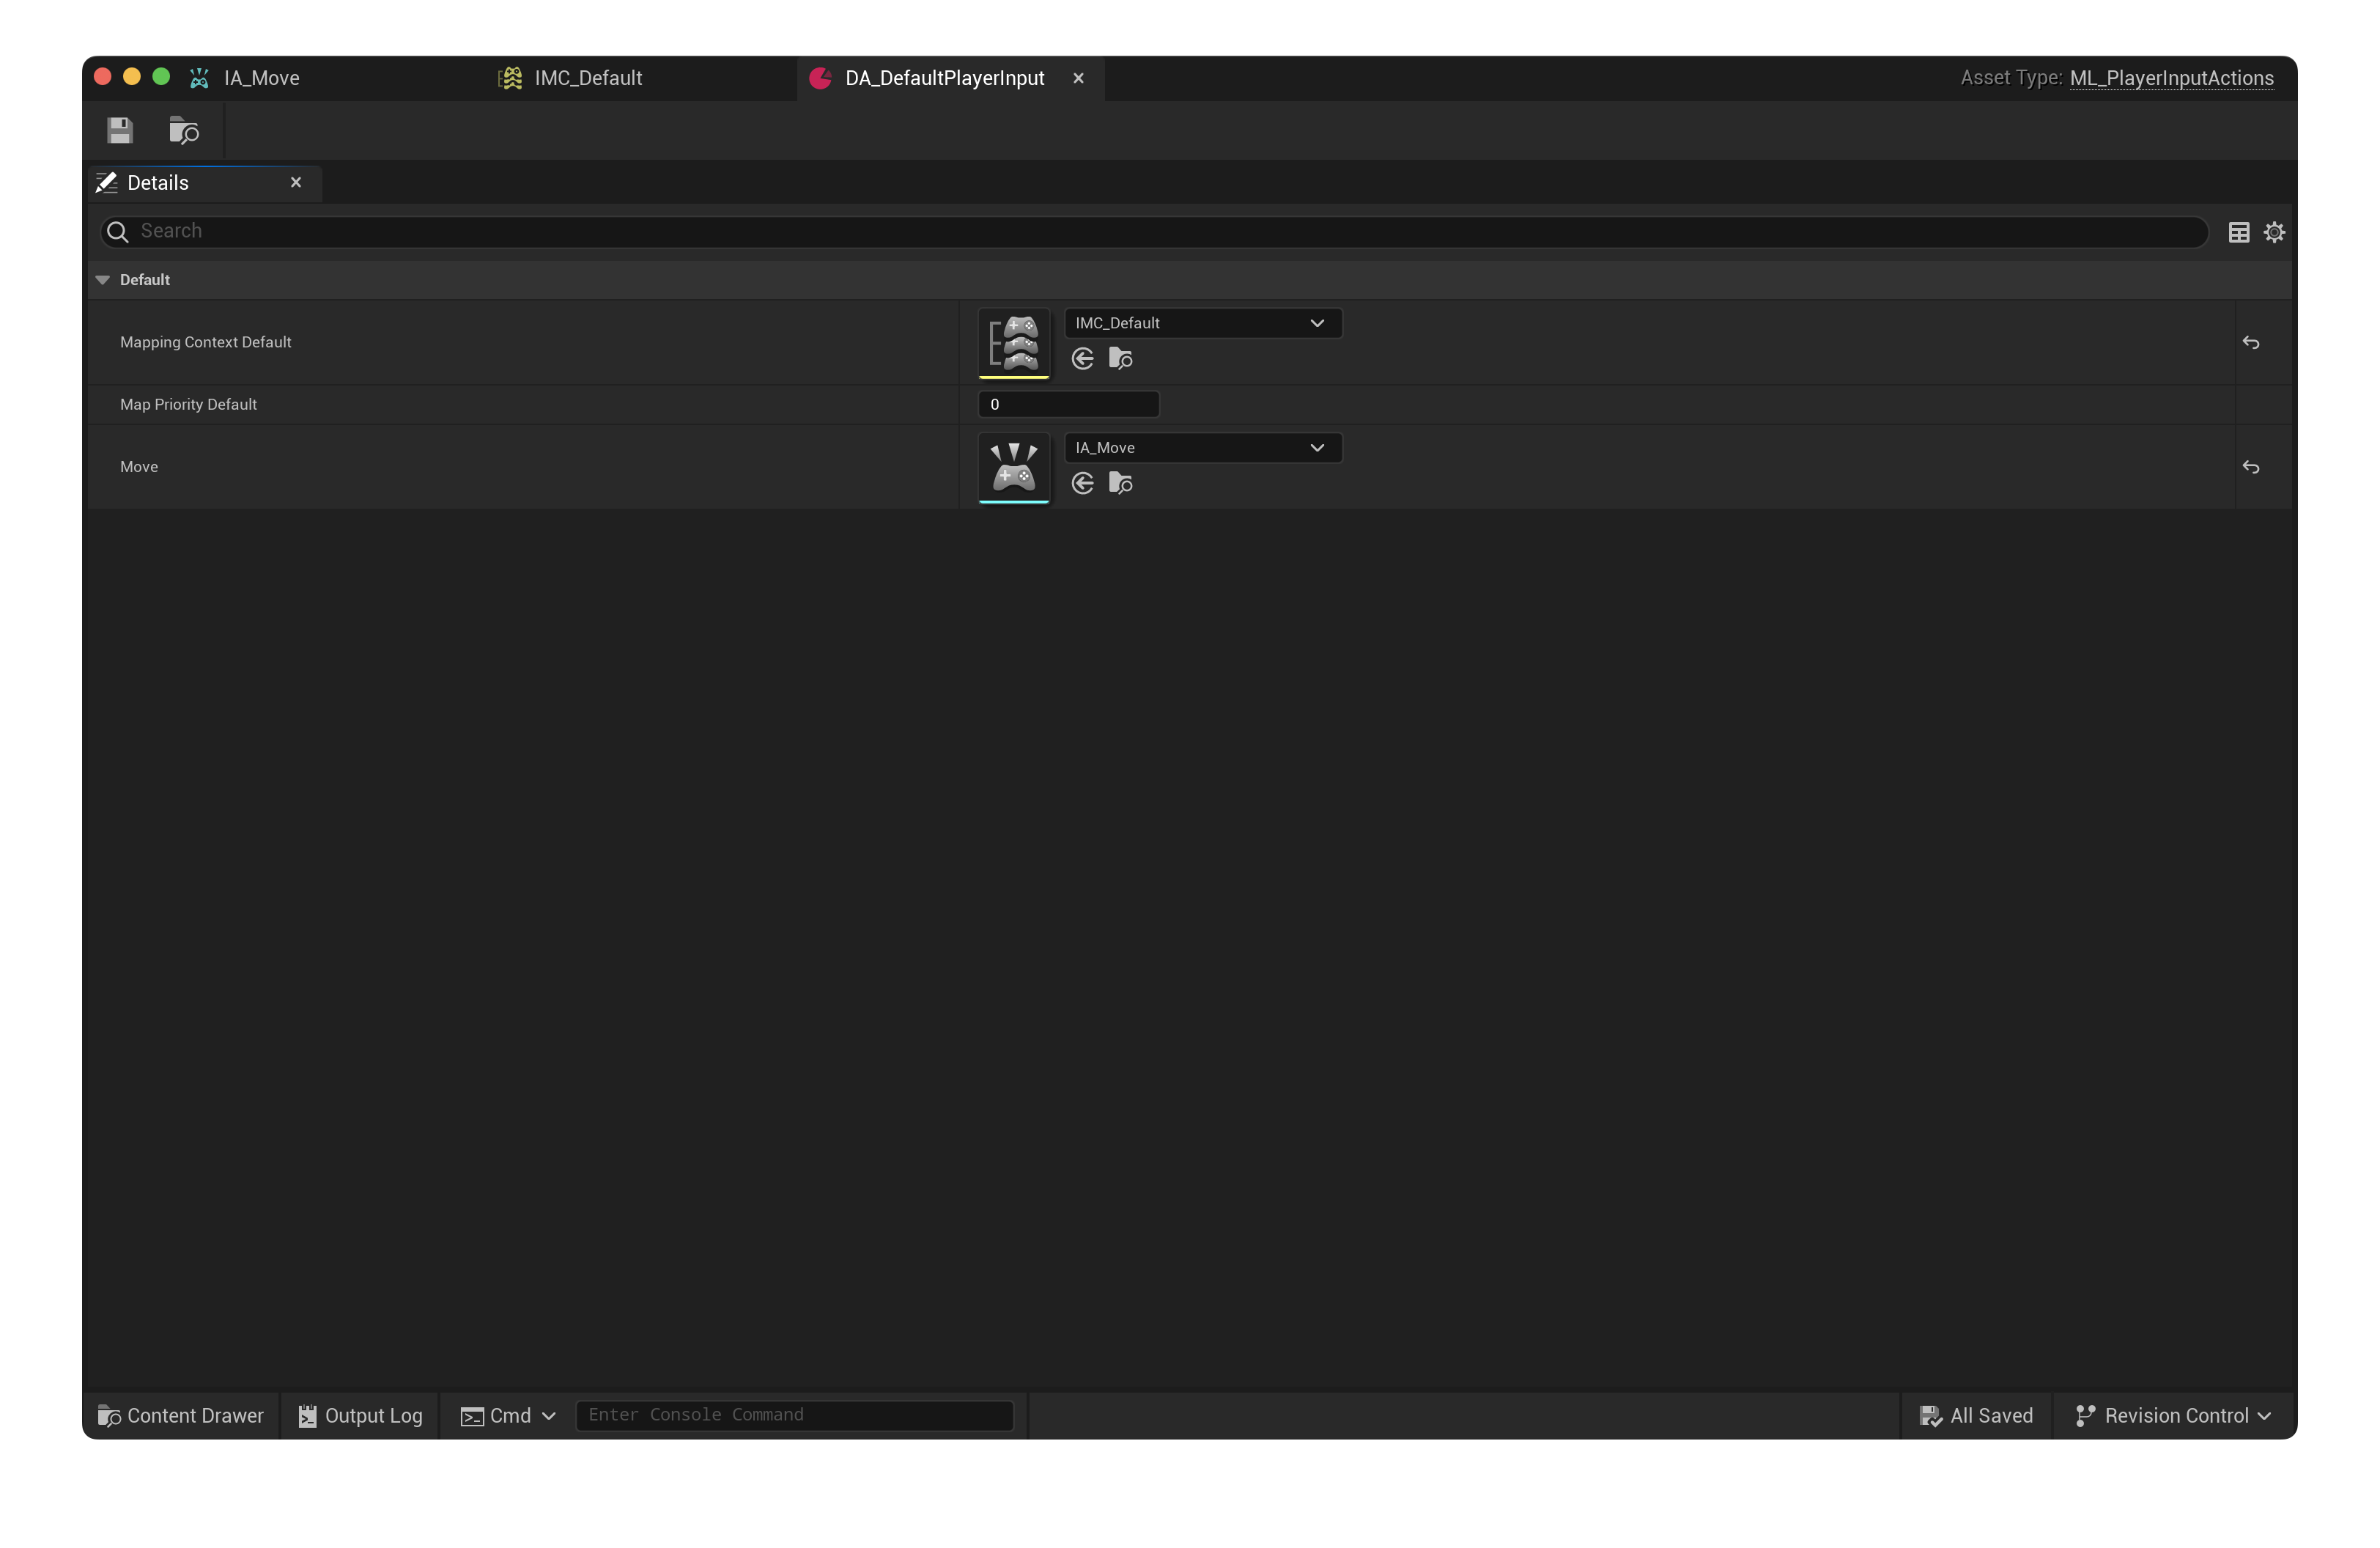 IA_Move
IMC_Default
DA_DefaultPlayerInput
Asset Type: ML_PlayerInputActions
Details
Search
Default
Mapping Context Default
IMC_Default
Map Priority Default
0
Move
IA_Move
Content Drawer
Output Log
Cmd
Enter Console Command
All Saved
Revision Control